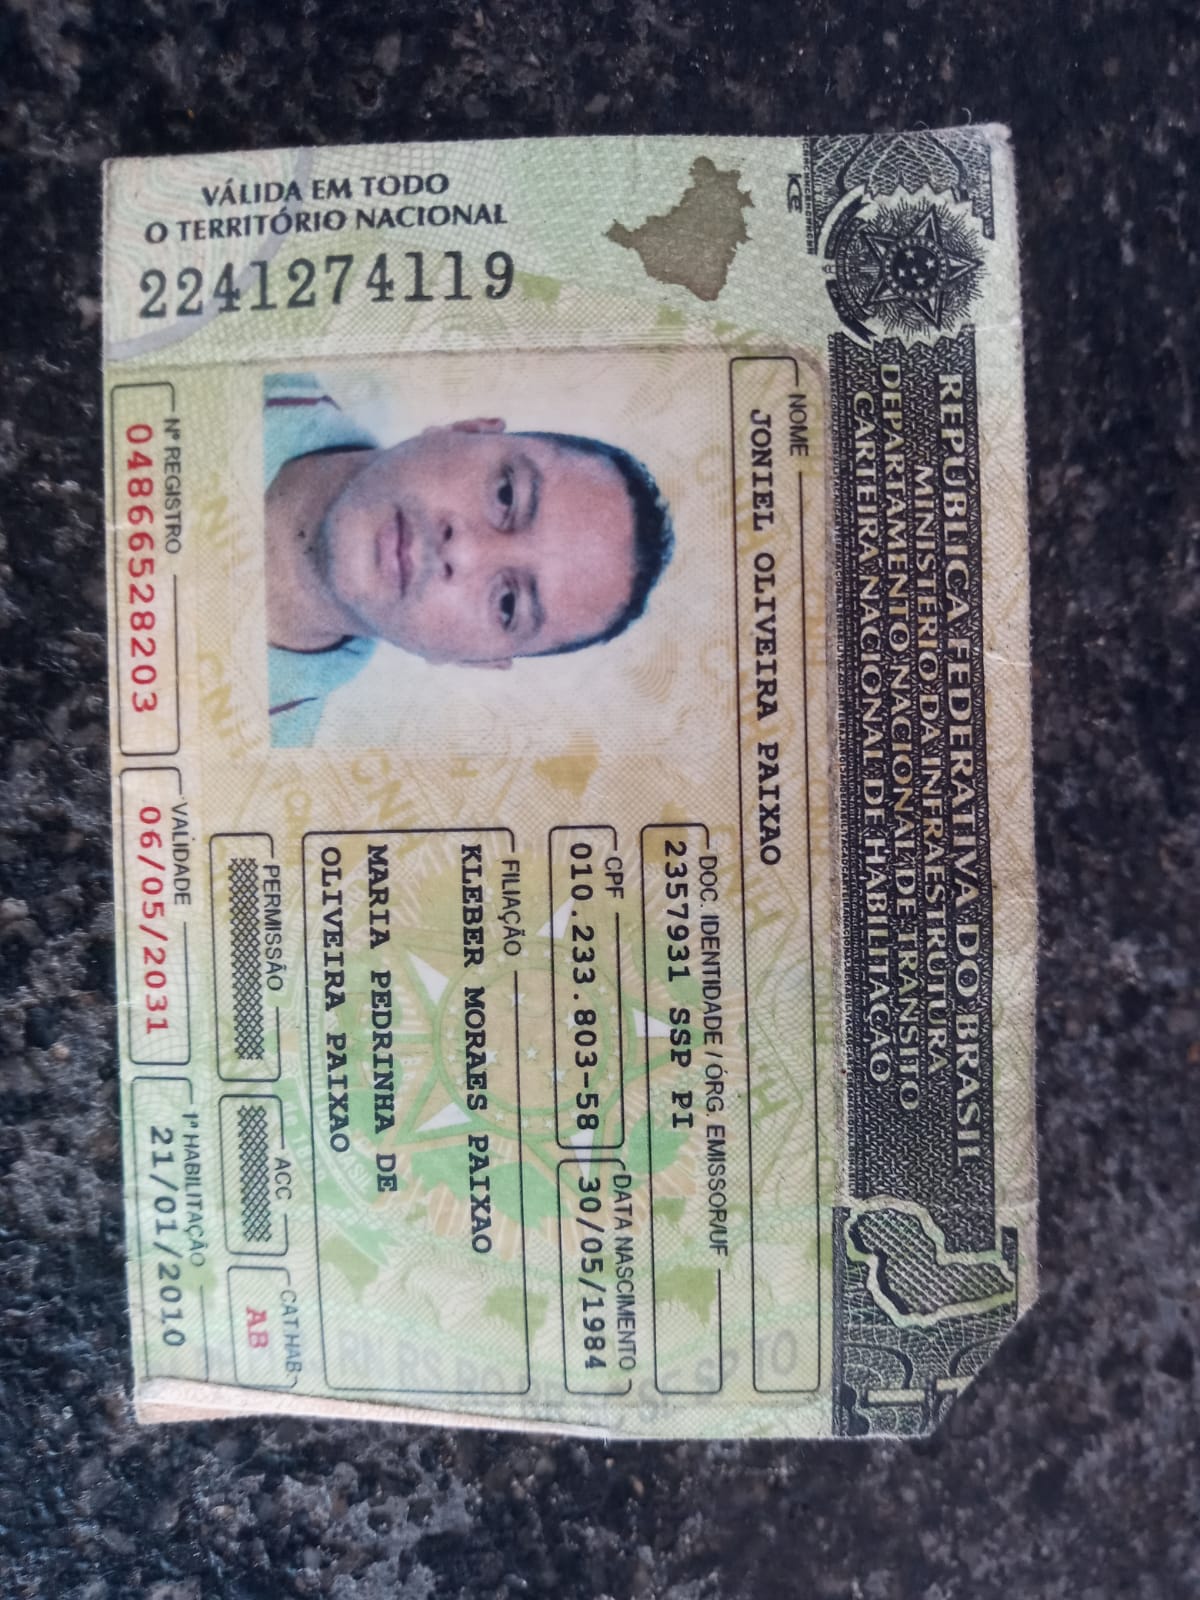 REPÚBLICA FEDERATIVA DO BRASIL
MINISTÉRIO DA INFRAESTRUTURA
DEPARTAMENTO NACIONAL DE TRÂNSITO
CARTEIRA NACIONAL DE HABILITAÇÃO
VÁLIDA EM TODO
O TERRITÓRIO NACIONAL
2241274119
NOME
JONIEL OLIVEIRA PAIXAO
DOC. IDENTIDADE / ÓRG. EMISSOR/UF
2357931 SSP PI
CPF
010.233.803-58
DATA NASCIMENTO
30/05/1984
FILIAÇÃO
KLEBER MORAES PAIXAO
MARIA PEDRINHA DE
OLIVEIRA PAIXAO
PERMISSÃO
ACC
CAT HAB.
AB
Nº REGISTRO
04866528203
VALIDADE
06/05/2031
1ª HABILITAÇÃO
21/01/2010